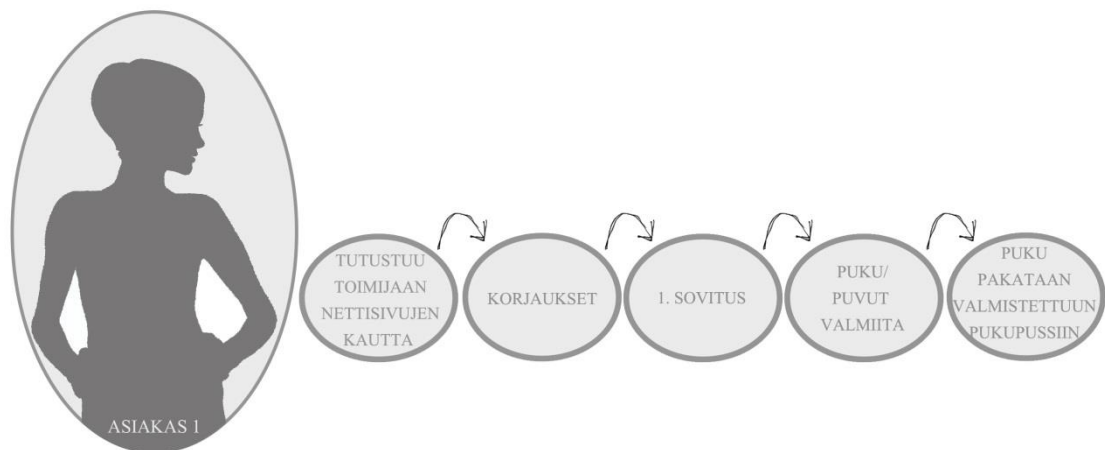 ASIAKAS 1
TUTUSTUU
TOIMIJAAN
NETTISIVUJEN
KAUTTA
KORJAUKSET
1. SOVITUS
PUKU/
PUVUT
VALMIITA
PUKU
PAKATAAN
VALMISTETTUUN
PUKUPUSSIIN